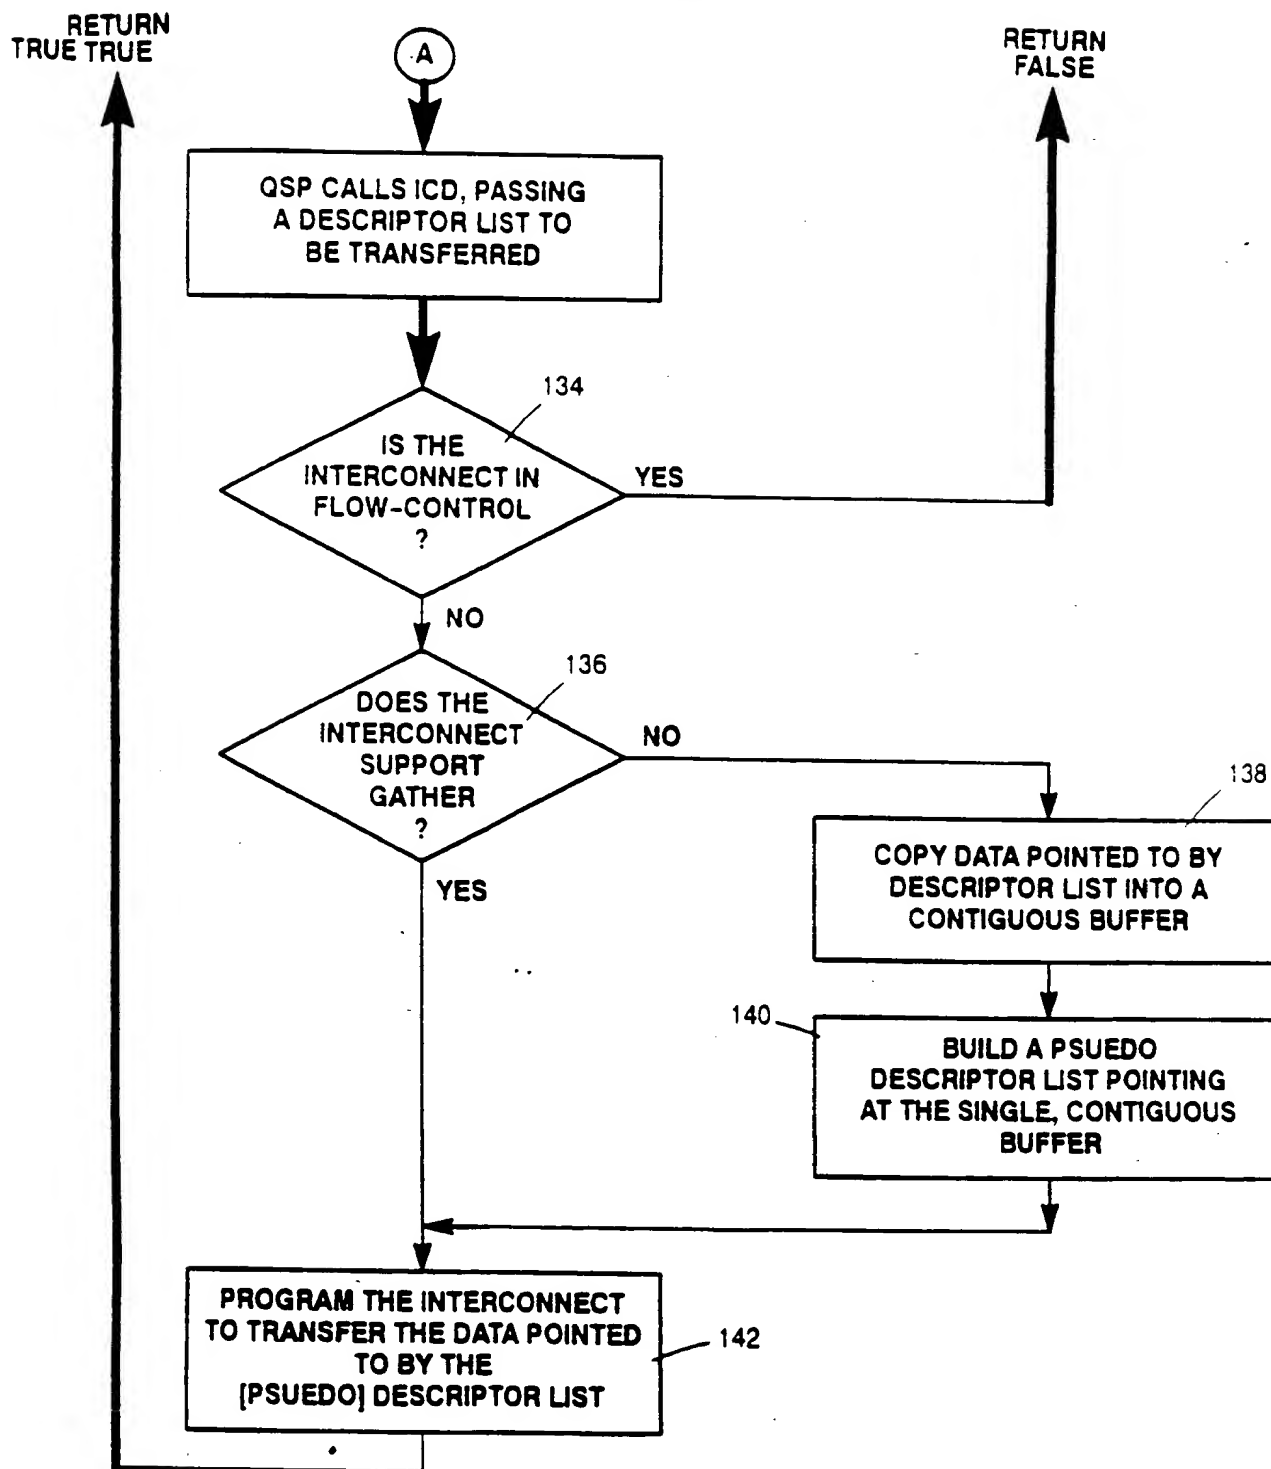 RETURN
TRUE TRUE
A
RETURN
FALSE
QSP CALLS ICD, PASSING
A DESCRIPTOR LIST TO
BE TRANSFERRED
134
IS THE
INTERCONNECT IN
FLOW-CONTROL
?
YES
NO
136
DOES THE
INTERCONNECT
SUPPORT
GATHER
?
NO
YES
138
COPY DATA POINTED TO BY
DESCRIPTOR LIST INTO A
CONTIGUOUS BUFFER
140
BUILD A PSUEDO
DESCRIPTOR LIST POINTING
AT THE SINGLE, CONTIGUOUS
BUFFER
PROGRAM THE INTERCONNECT
TO TRANSFER THE DATA POINTED
TO BY THE
[PSUEDO] DESCRIPTOR LIST
142